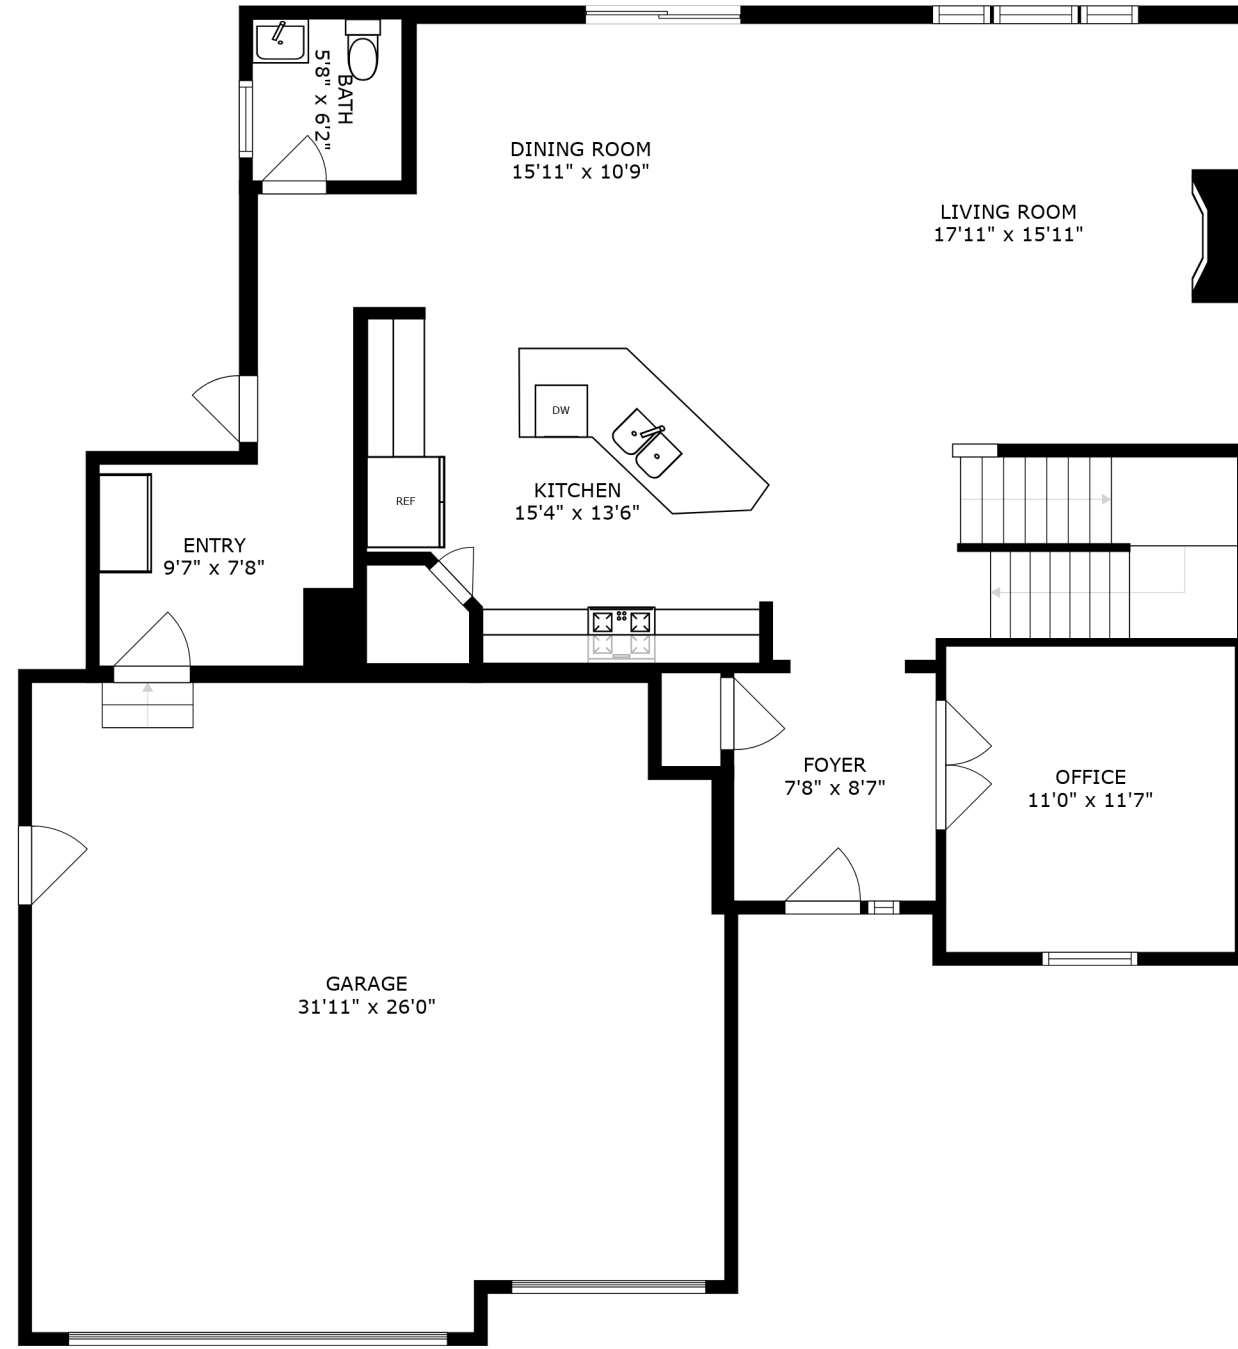 BATH
5'8" x 6'2"
DINING ROOM
15'11" x 10'9"
LIVING ROOM
17'11" x 15'11"
DW
REF
KITCHEN
15'4" x 13'6"
ENTRY
9'7" x 7'8"
FOYER
7'8" x 8'7"
OFFICE
11'0" x 11'7"
GARAGE
31'11" x 26'0"